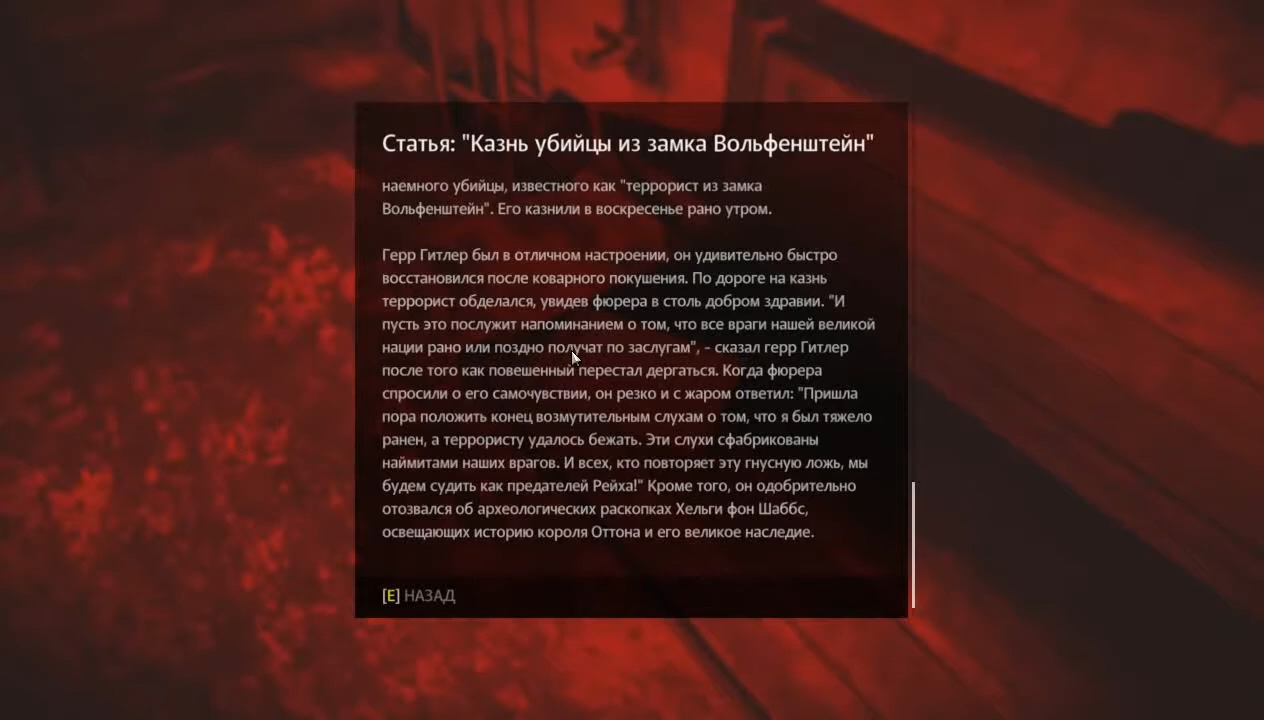 Статья: "Казнь убийцы из замка Вольфенштейн"
наемного убийцы, известного как "террорист из замка
Вольфенштейн". Его казнили в воскресенье рано утром.
Герр Гитлер был в отличном настроении, он удивительно быстро
восстановился после коварного покушения. По дороге на казнь
террорист обделался, увидев фюрера в столь добром здравии. "И
пусть это послужит напоминанием о том, что все враги нашей великой
нации рано или поздно получат по заслугам", - сказал герр Гитлер
после того как повешенный перестал дергаться. Когда фюрера
спросили о его самочувствии, он резко и с жаром ответил: "Пришла
пора положить конец возмутительным слухам о том, что я был тяжело
ранен, а террористу удалось бежать. Эти слухи сфабрикованы
наймитами наших врагов. И всех, кто повторяет эту гнусную ложь, мы
будем судить как предателей Рейха!" Кроме того, он одобрительно
отозвался об археологических раскопках Хельги фон Шаббс,
освещающих историю короля Оттона и его великое наследие.
[E] НАЗАД